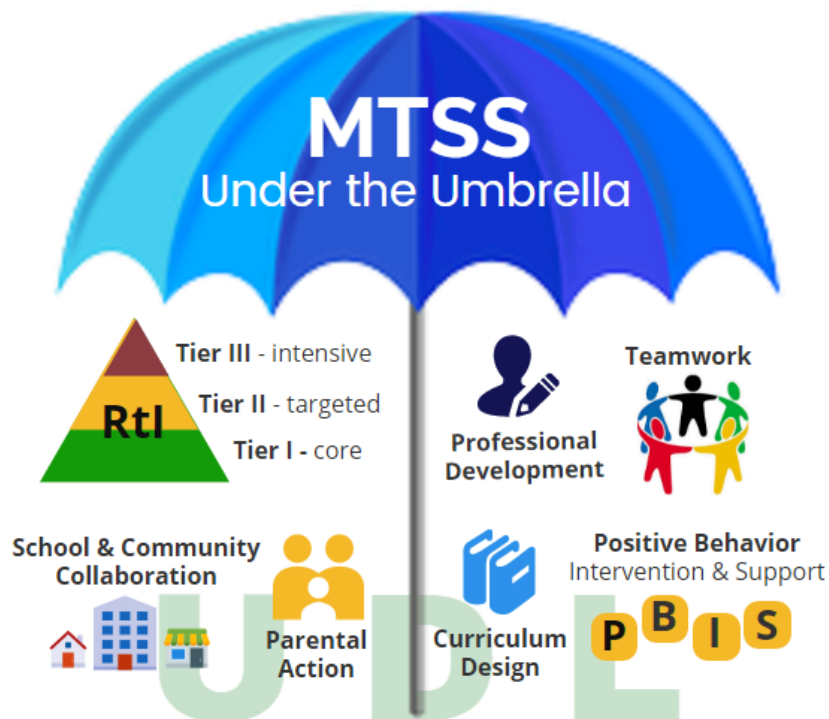 MTSS
Under the Umbrella
Tier III - intensive
Tier II - targeted
RtI
Tier I - core
Professional
Development
Teamwork
School & Community
Collaboration
Parental
Action
Curriculum
Design
Positive Behavior
Intervention & Support
P B I S
UDL